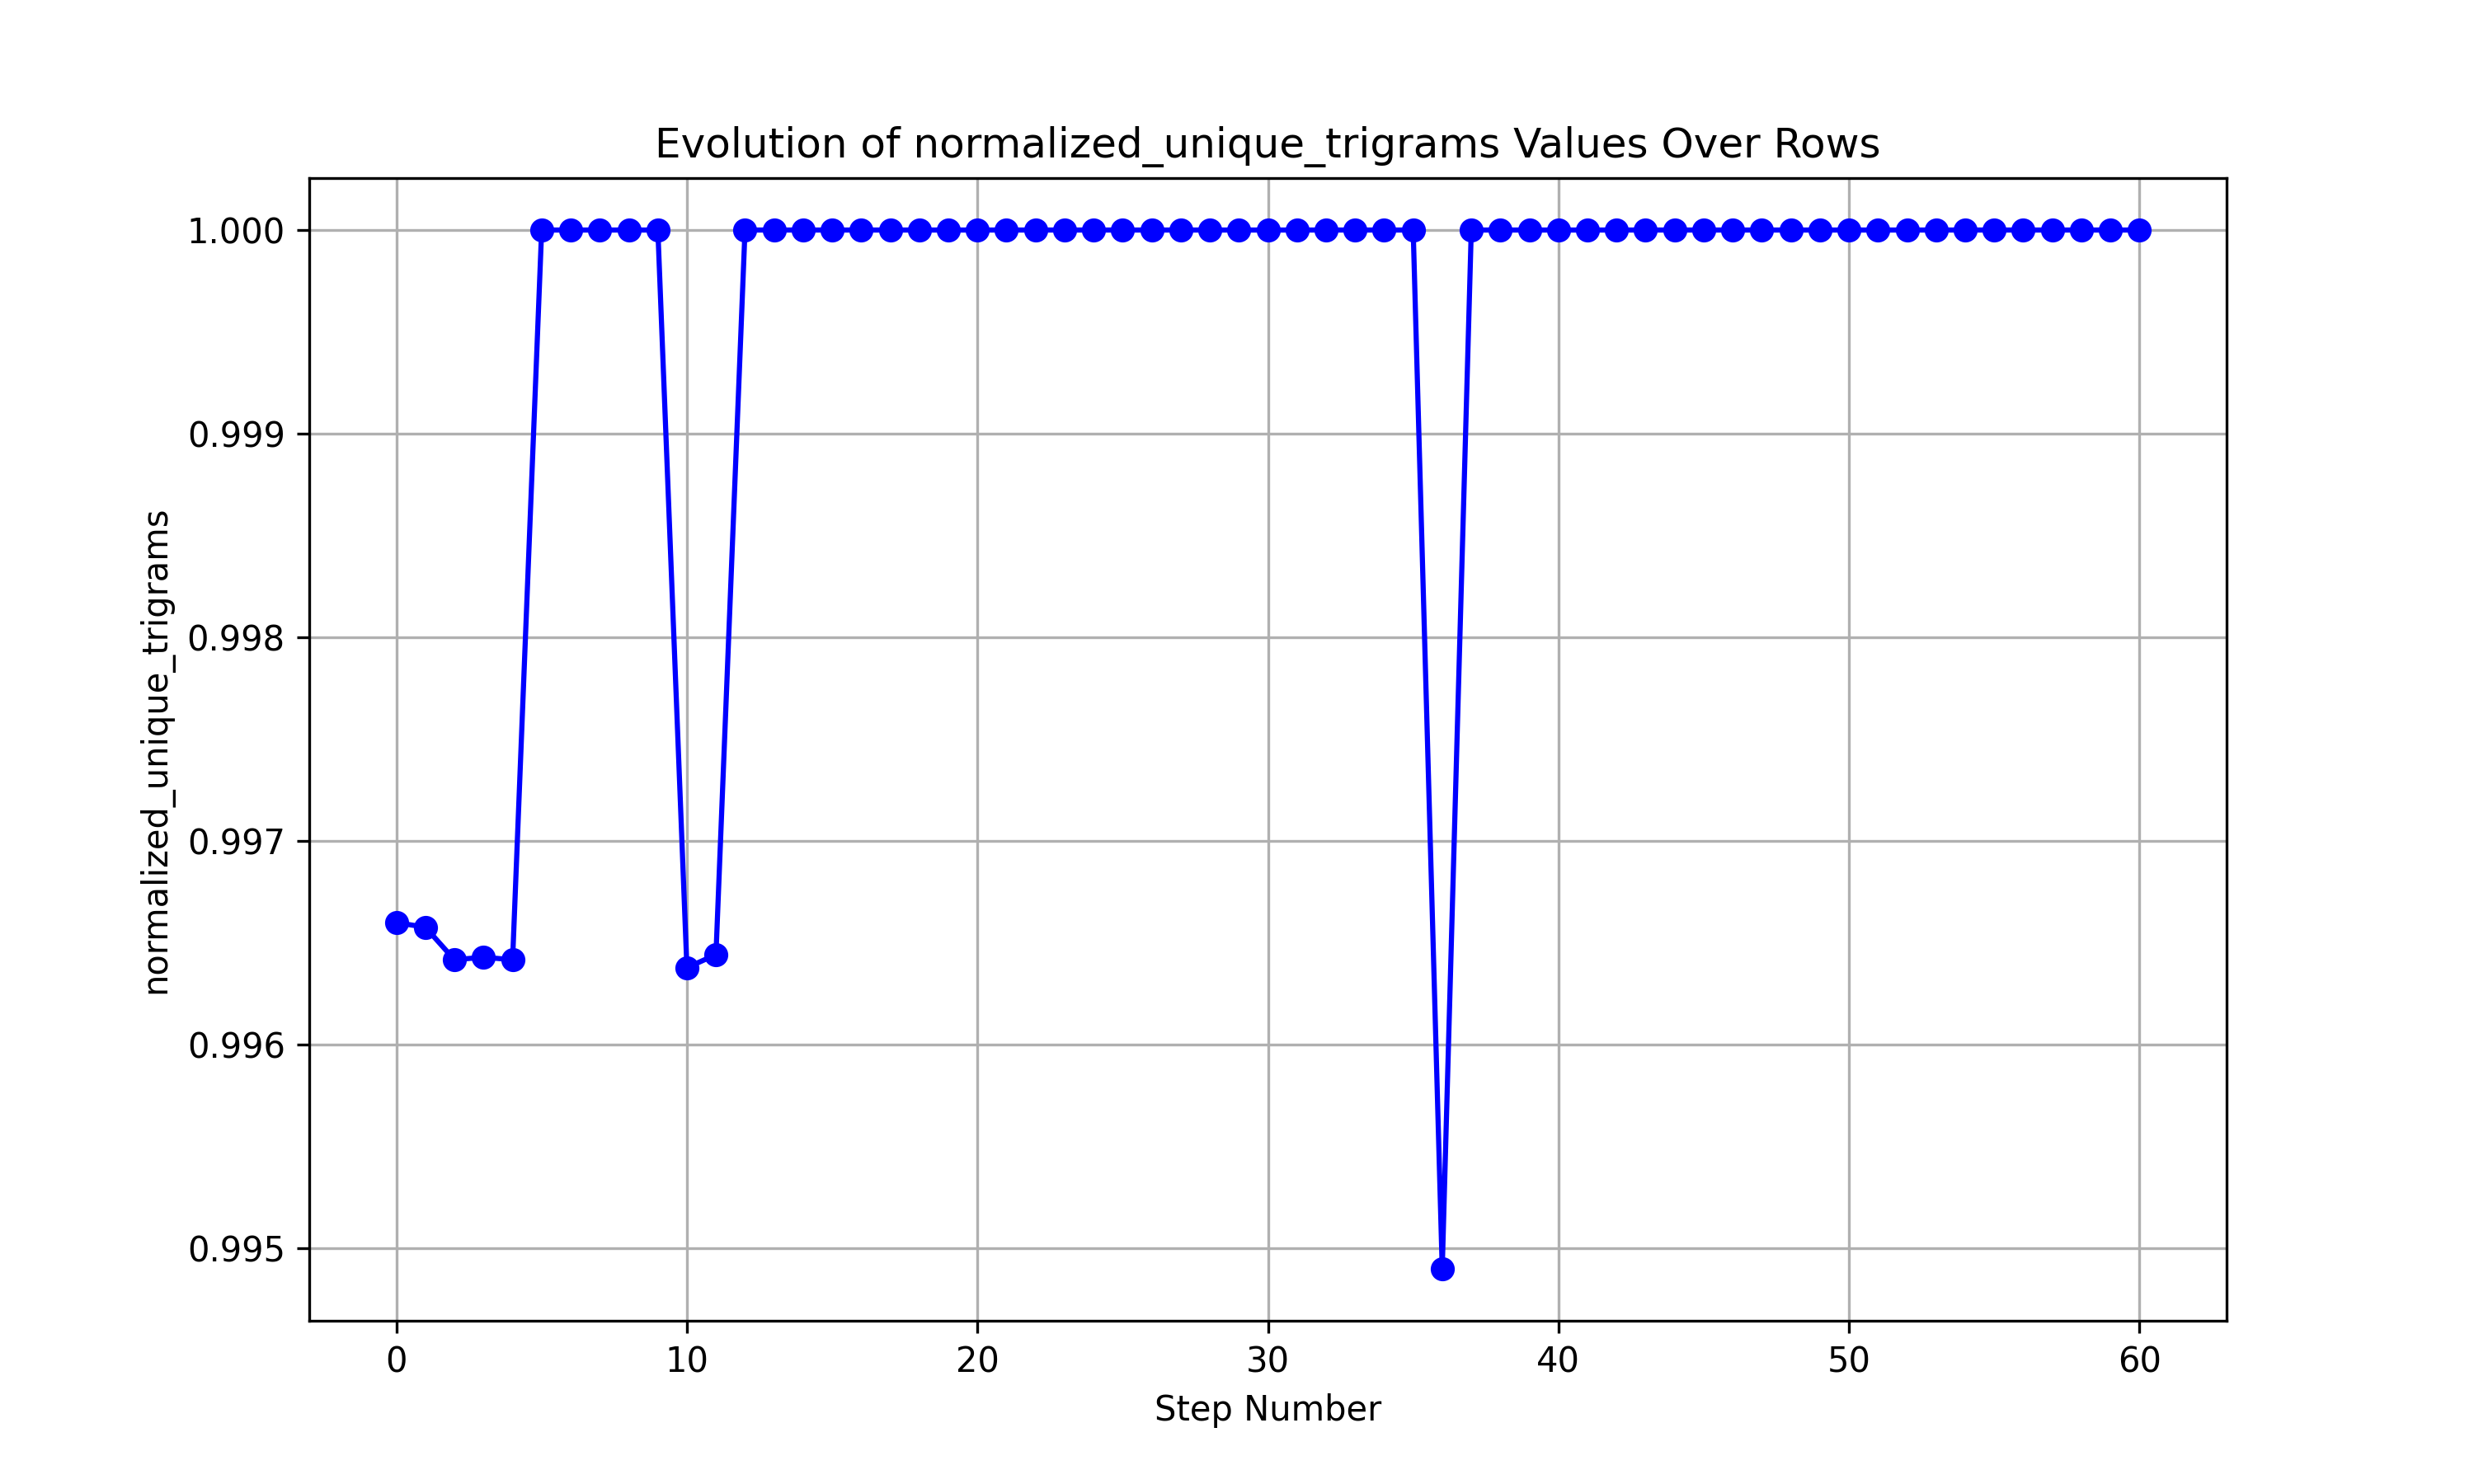 Evolution of normalized_unique_trigrams Values Over Rows
normalized_unique_trigrams
1.000
0.999
0.998
0.997
0.996
0.995
0 10 20 30 40 50 60
Step Number